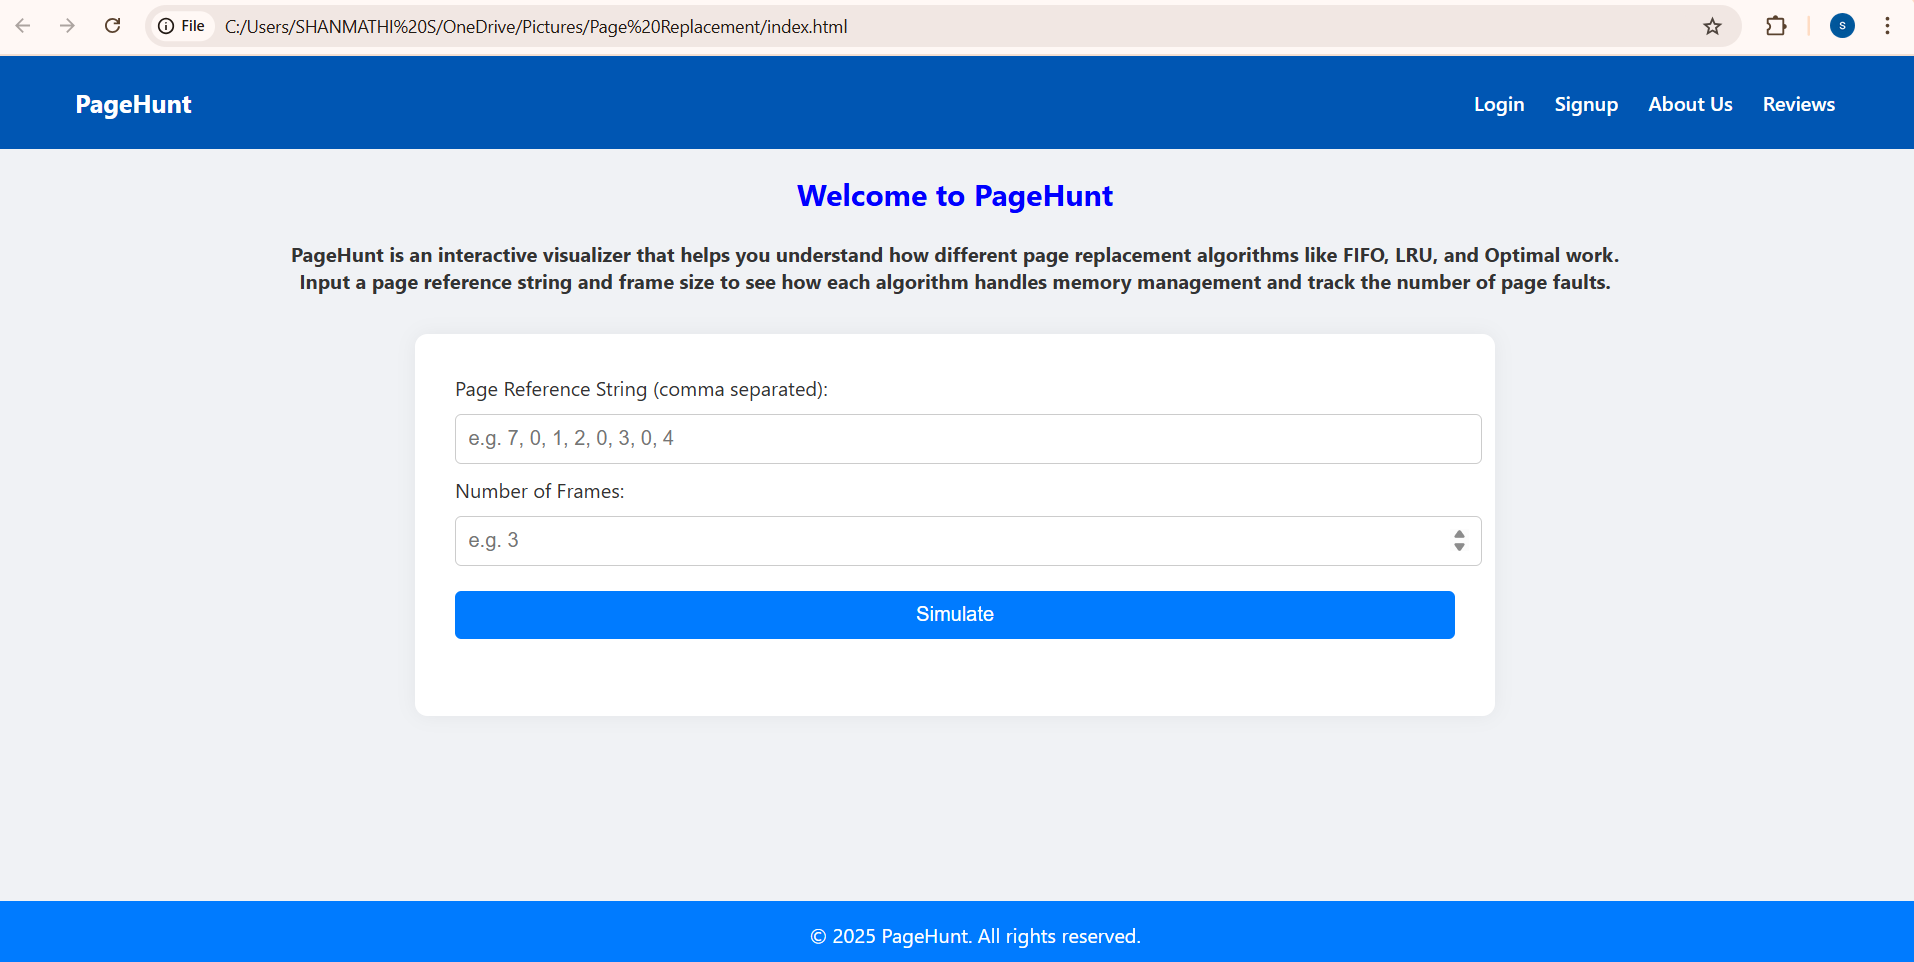 File
C:/Users/SHANMATHI%20S/OneDrive/Pictures/Page%20Replacement/index.html
S
PageHunt
Login
Signup
About Us
Reviews
Welcome to PageHunt
PageHunt is an interactive visualizer that helps you understand how different page replacement algorithms like FIFO, LRU, and Optimal work.
Input a page reference string and frame size to see how each algorithm handles memory management and track the number of page faults.
Page Reference String (comma separated):
e.g. 7, 0, 1, 2, 0, 3, 0, 4
Number of Frames:
e.g. 3
Simulate
© 2025 PageHunt. All rights reserved.